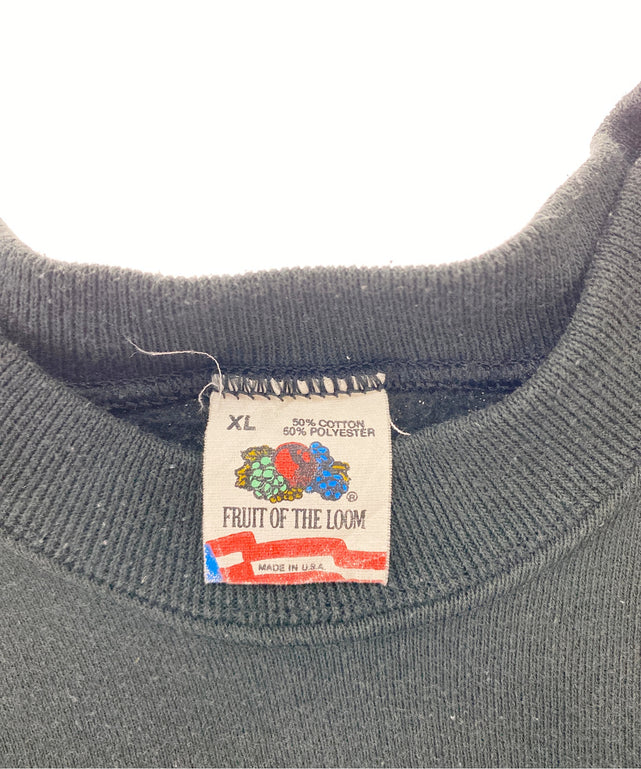 XL
50% COTTON
50% POLYESTER
®
FRUIT OF THE LOOM
MADE IN U.S.A.